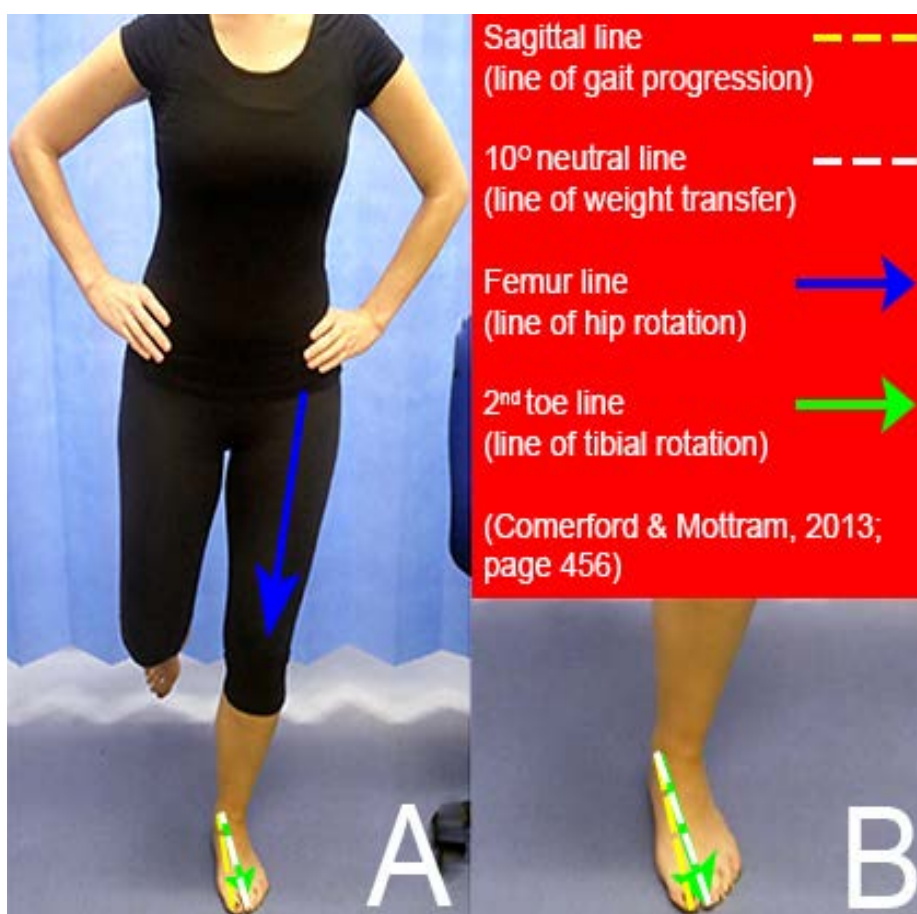 Sagittal line
(line of gait progression)
10º neutral line
(line of weight transfer)
Femur line
(line of hip rotation)
2nd toe line
(line of tibial rotation)
(Comerford & Mottram, 2013;
page 456)
A
B